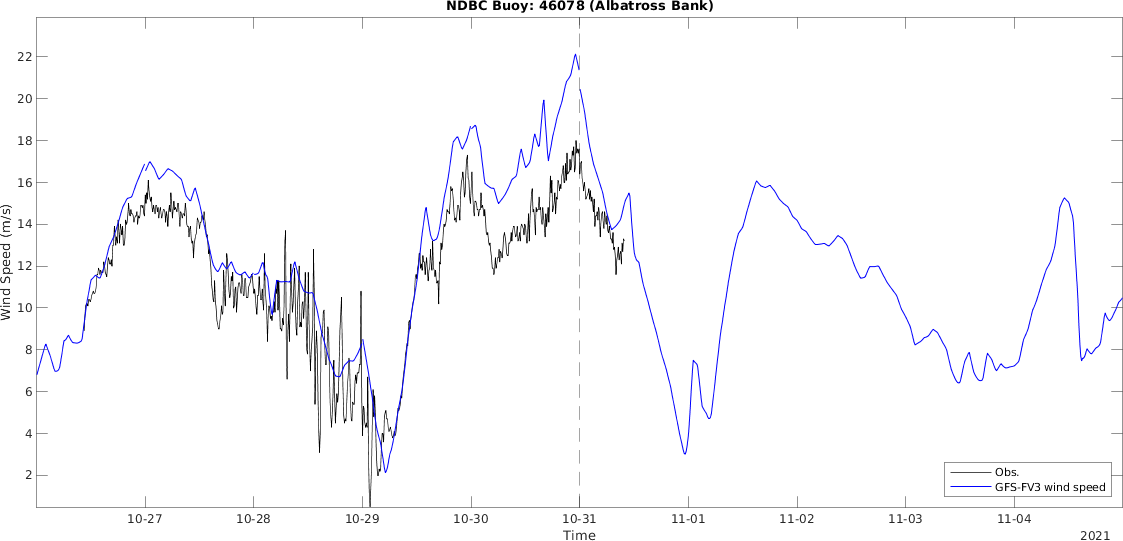 NDBC Buoy: 46078 (Albatross Bank)
Wind Speed (m/s)
22
20
18
16
14
12
10
8
6
4
2
Obs.
GFS-FV3 wind speed
10-27 10-28 10-29 10-30 10-31 11-01 11-02 11-03 11-04
Time
2021